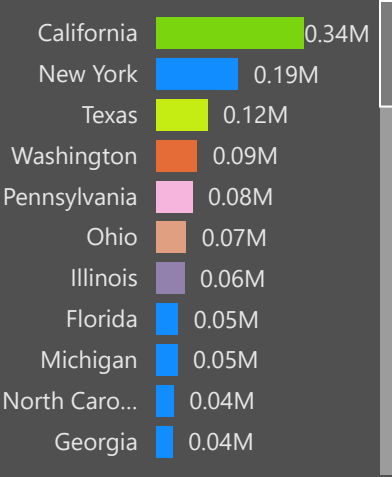 California 0.34M
New York 0.19M
Texas 0.12M
Washington 0.09M
Pennsylvania 0.08M
Ohio 0.07M
Illinois 0.06M
Florida 0.05M
Michigan 0.05M
North Caro... 0.04M
Georgia 0.04M